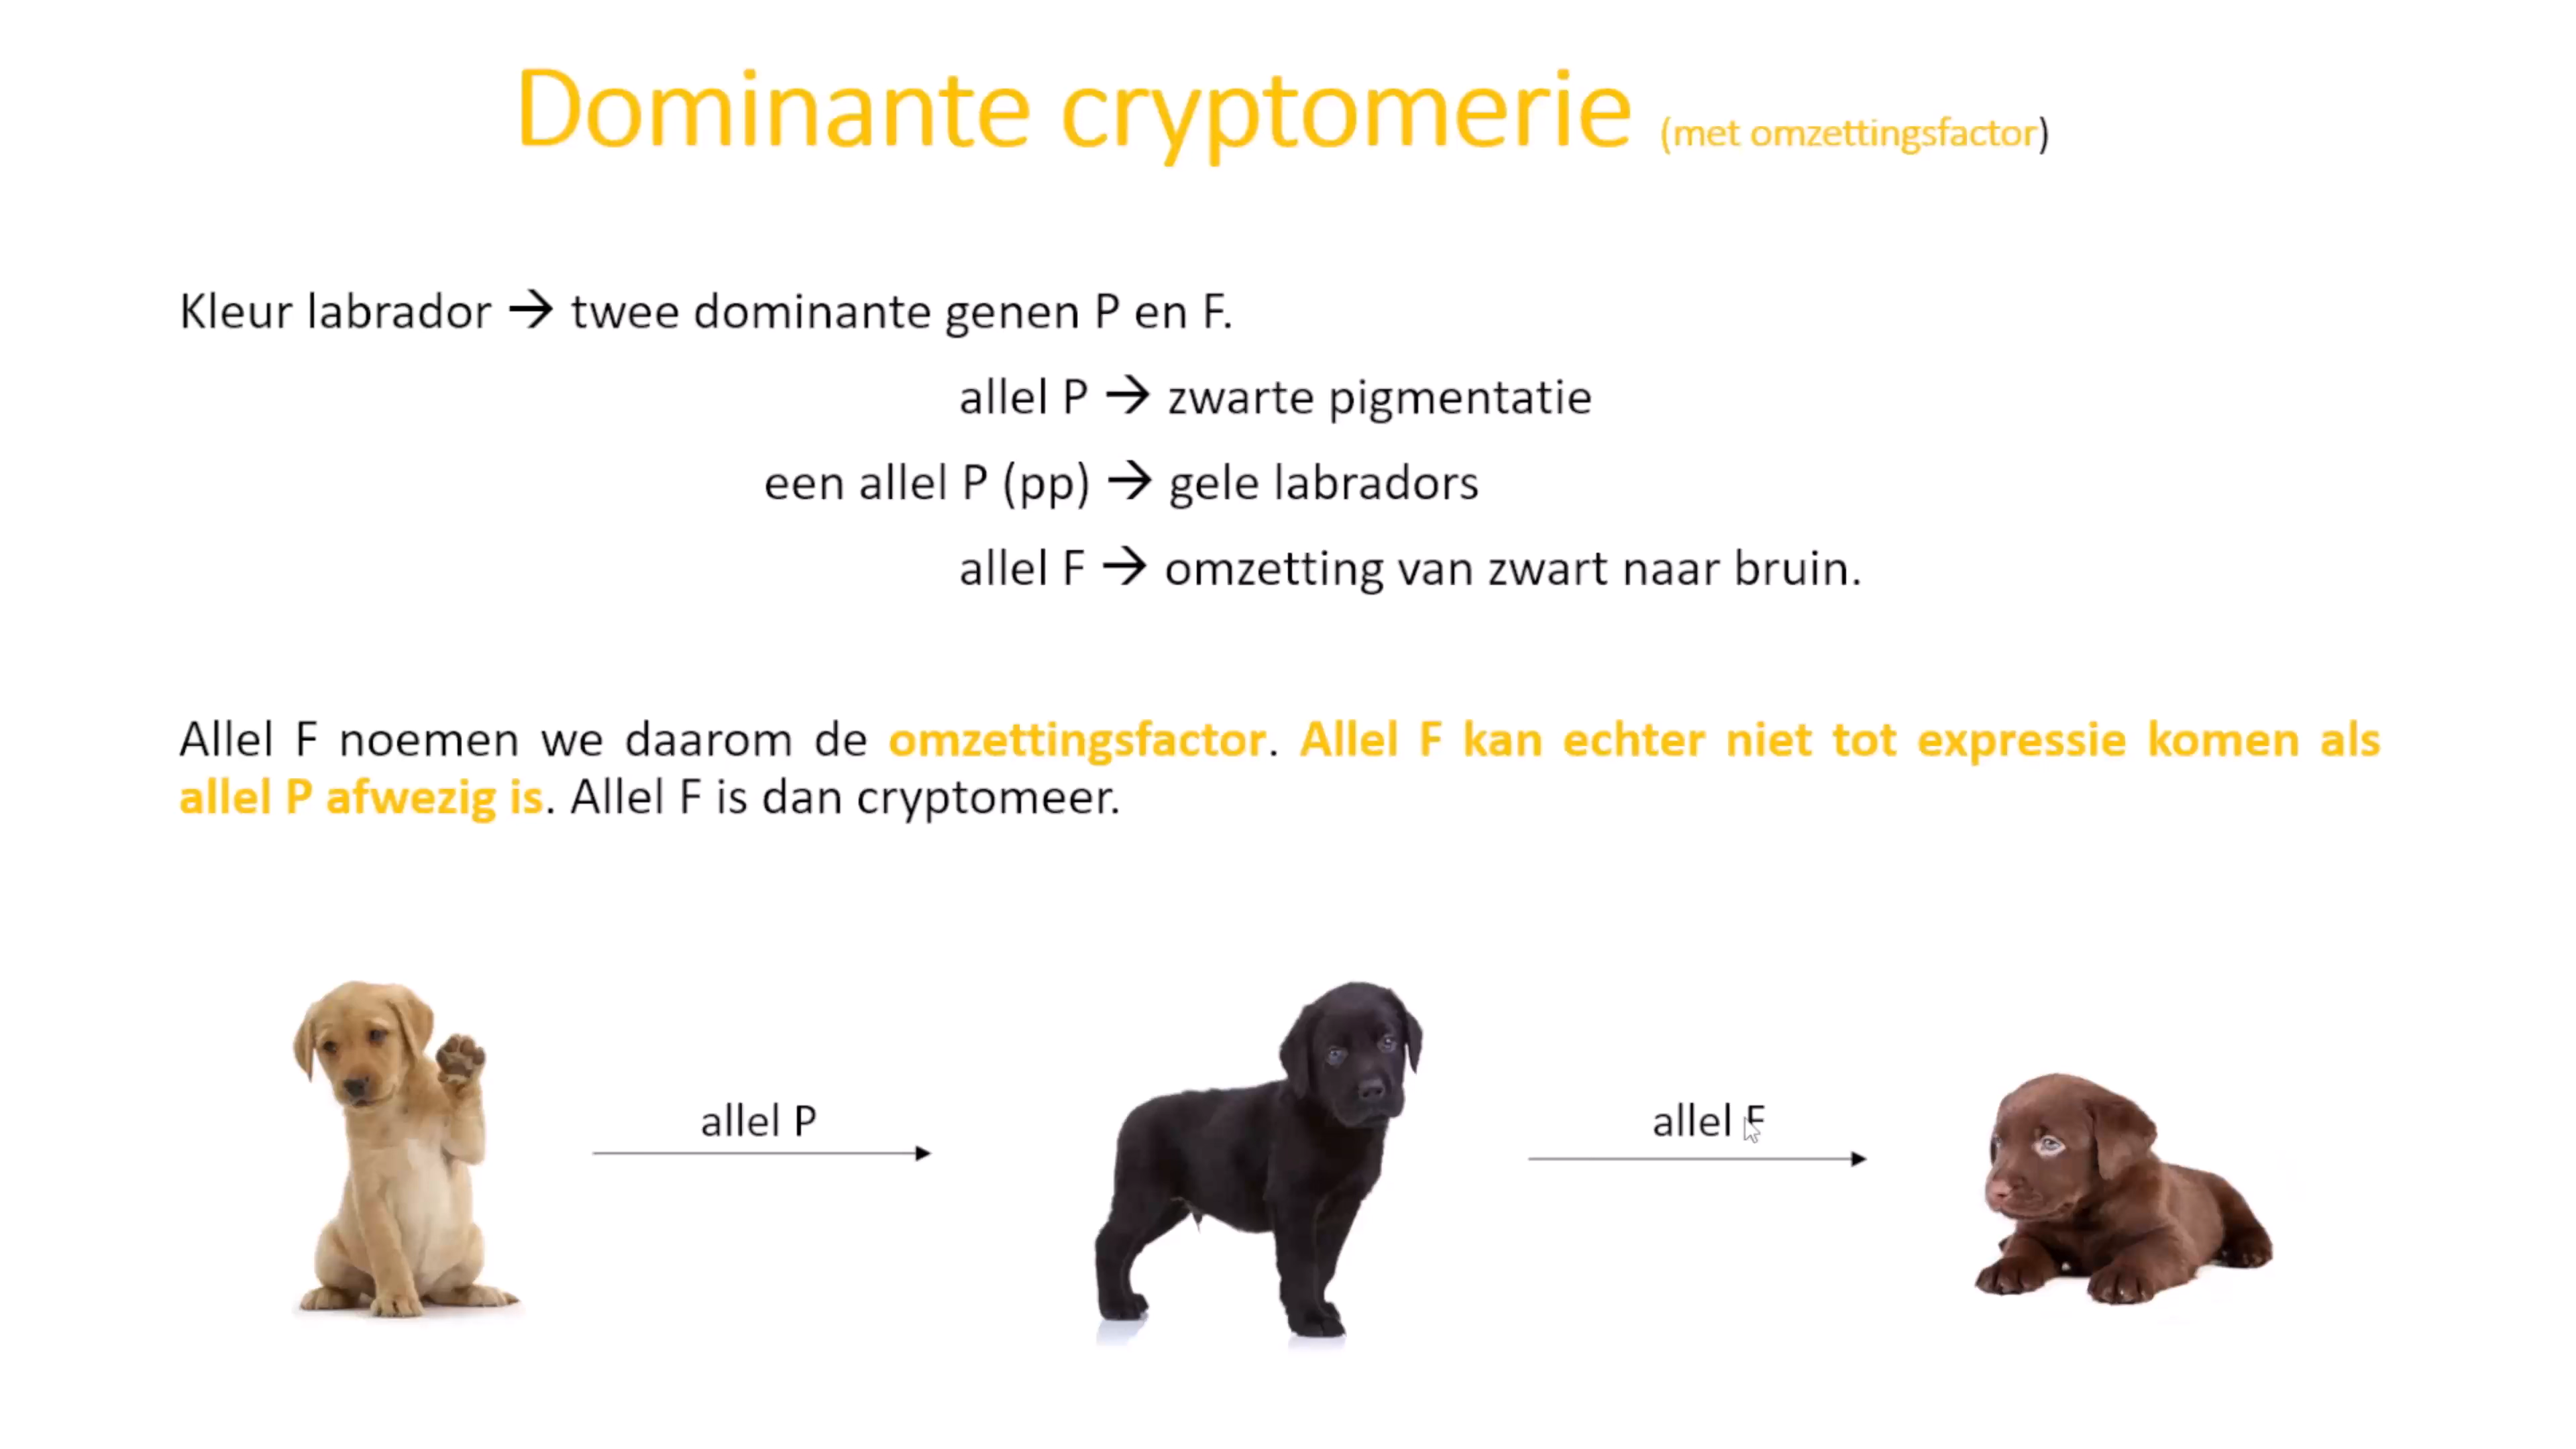 Dominante cryptomerie (met omzettingsfactor)
Kleur labrador → twee dominante genen P en F.
allel P → zwarte pigmentatie
een allel P (pp) → gele labradors
allel F → omzetting van zwart naar bruin.
Allel F noemen we daarom de omzettingsfactor. Allel F kan echter niet tot expressie komen als
allel P afwezig is. Allel F is dan cryptomeer.
allel P
allel F